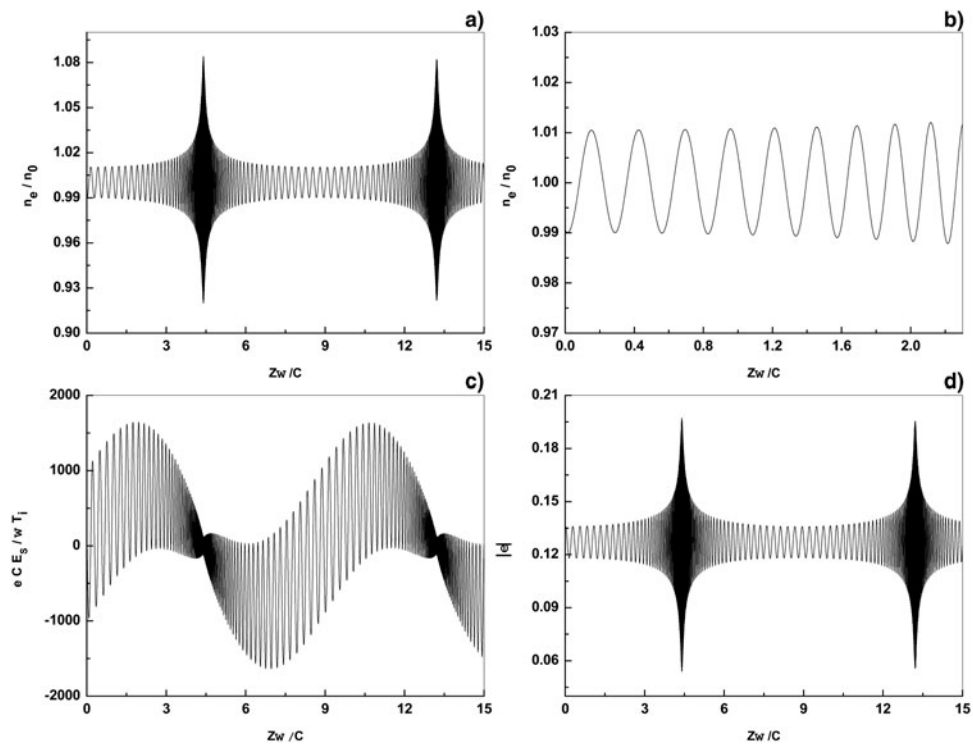 a)
1.08
1.05
1.02
0.99
0.96
0.93
0.90
n_e / n_0
0 3 6 9 12 15
Zw /C
b)
1.03
1.02
1.01
1.00
0.99
0.98
0.97
n_e / n_0
0.0 0.4 0.8 1.2 1.6 2.0
Zw /C
c)
2000
1000
0
-1000
-2000
e C E_S / w T_i
0 3 6 9 12 15
Zw /C
d)
0.21
0.18
0.15
0.12
0.09
0.06
|e|
0 3 6 9 12 15
Zw /C